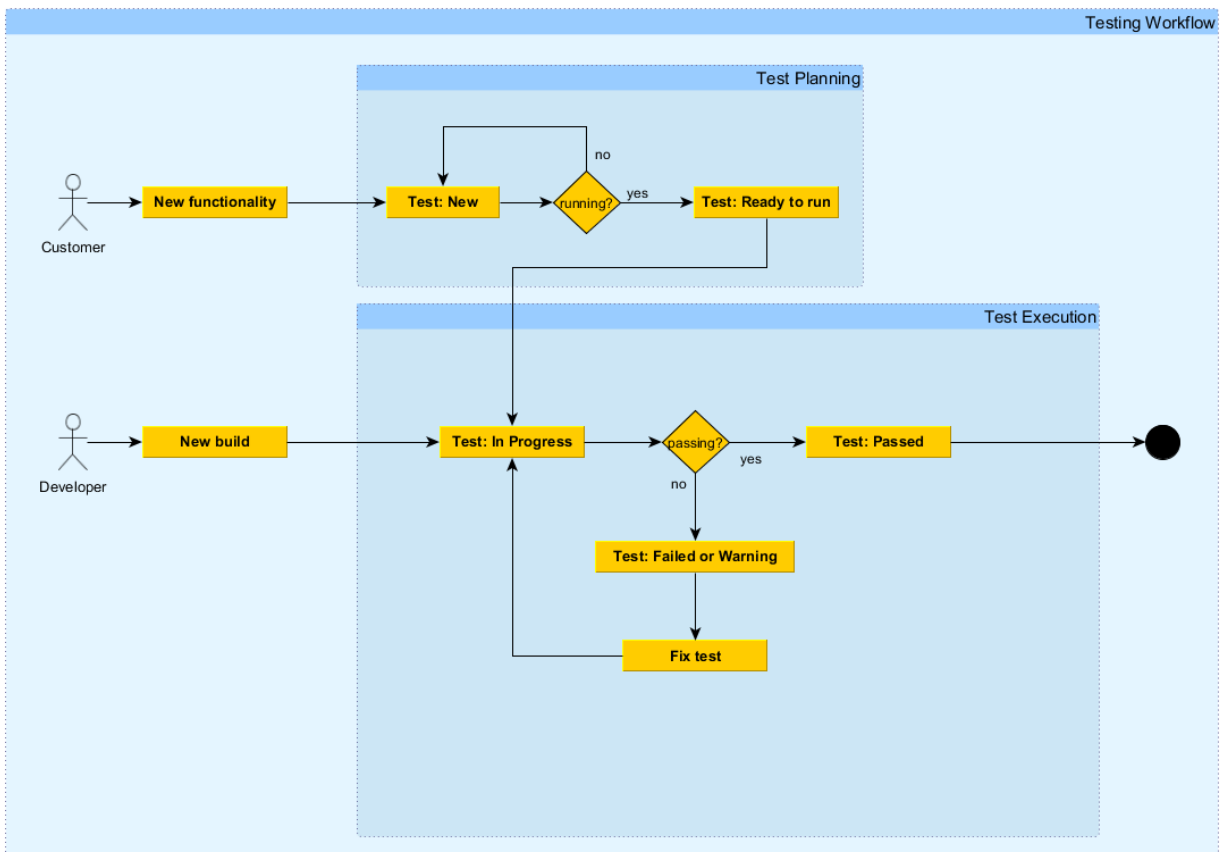 Testing Workflow
Test Planning
no
New functionality
Test: New
running?
yes
Test: Ready to run
Customer
Test Execution
New build
Test: In Progress
passing?
yes
Test: Passed
Developer
no
Test: Failed or Warning
Fix test